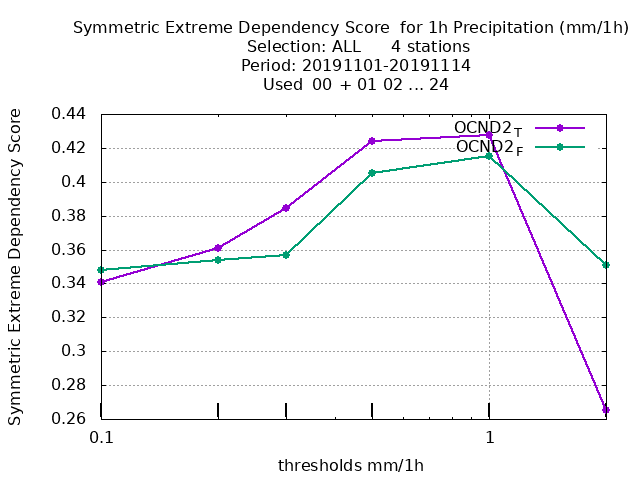 Symmetric Extreme Dependency Score for 1h Precipitation (mm/1h)
Selection: ALL 4 stations
Period: 20191101-20191114
Used 00 + 01 02 ... 24
Symmetric Extreme Dependency Score
0.44
0.42
0.4
0.38
0.36
0.34
0.32
0.3
0.28
0.26
OCND2T
OCND2F
0.1
1
thresholds mm/1h